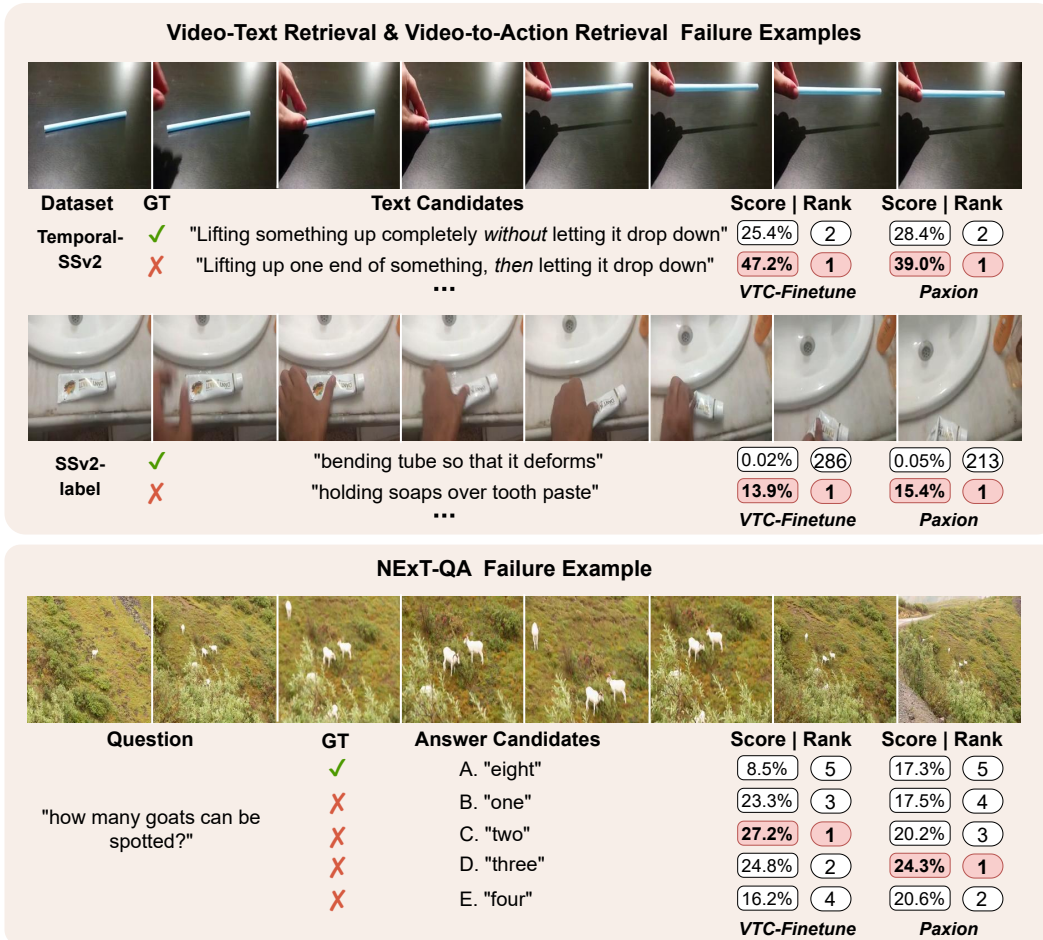 Video-Text Retrieval & Video-to-Action Retrieval Failure Examples
Dataset GT Text Candidates Score | Rank Score | Rank
Temporal-SSv2 ✓ "Lifting something up completely without letting it drop down" 25.4% 2 28.4% 2
✗ "Lifting up one end of something, then letting it drop down" 47.2% 1 39.0% 1
... VTC-Finetune Paxion
SSv2-label ✓ "bending tube so that it deforms" 0.02% 286 0.05% 213
✗ "holding soaps over tooth paste" 13.9% 1 15.4% 1
... VTC-Finetune Paxion
NExT-QA Failure Example
Question GT Answer Candidates Score | Rank Score | Rank
"how many goats can be spotted?"
✓ A. "eight" 8.5% 5 17.3% 5
✗ B. "one" 23.3% 3 17.5% 4
✗ C. "two" 27.2% 1 20.2% 3
✗ D. "three" 24.8% 2 24.3% 1
✗ E. "four" 16.2% 4 20.6% 2
VTC-Finetune Paxion